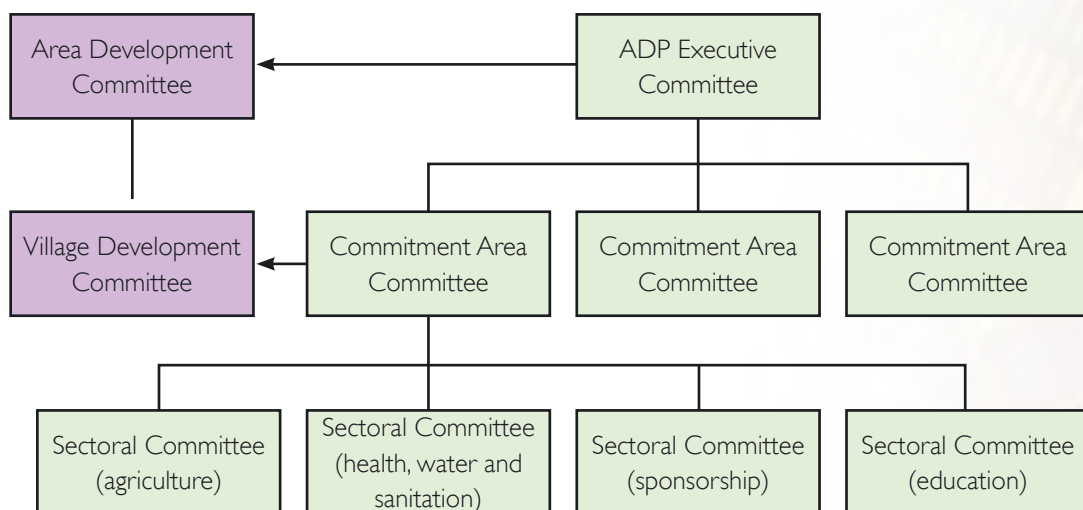 Area Development
Committee
ADP Executive
Committee
Village Development
Committee
Commitment Area
Committee
Commitment Area
Committee
Commitment Area
Committee
Sectoral Committee
(agriculture)
Sectoral Committee
(health, water and
sanitation)
Sectoral Committee
(sponsorship)
Sectoral Committee
(education)